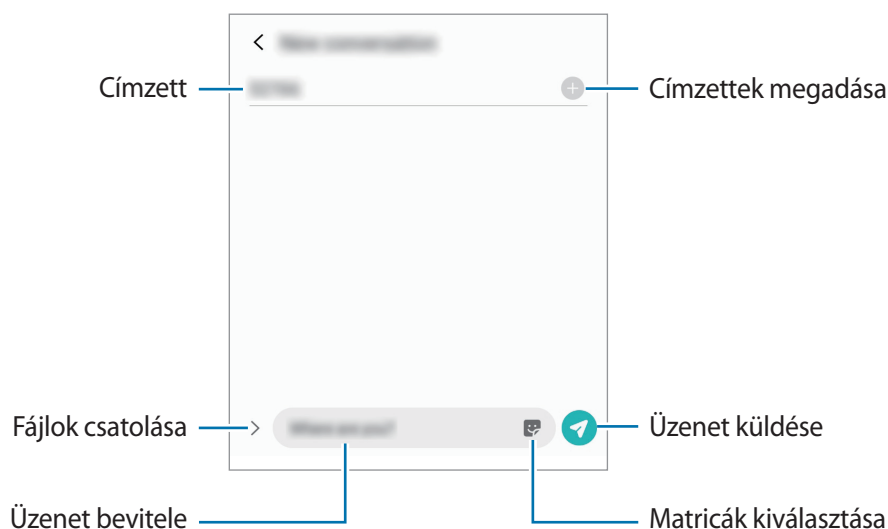 Címzett
Címzettek megadása
Fájlok csatolása
Üzenet küldése
Üzenet bevitele
Matricák kiválasztása